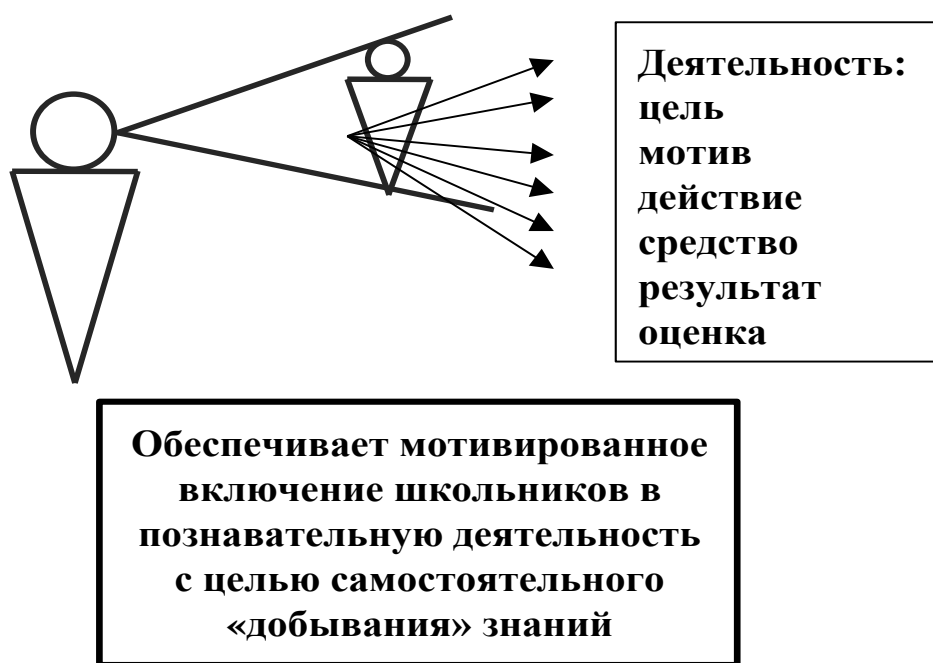 Деятельность:
цель
мотив
действие
средство
результат
оценка
Обеспечивает мотивированное
включение школьников в
познавательную деятельность
с целью самостоятельного
«добывания» знаний